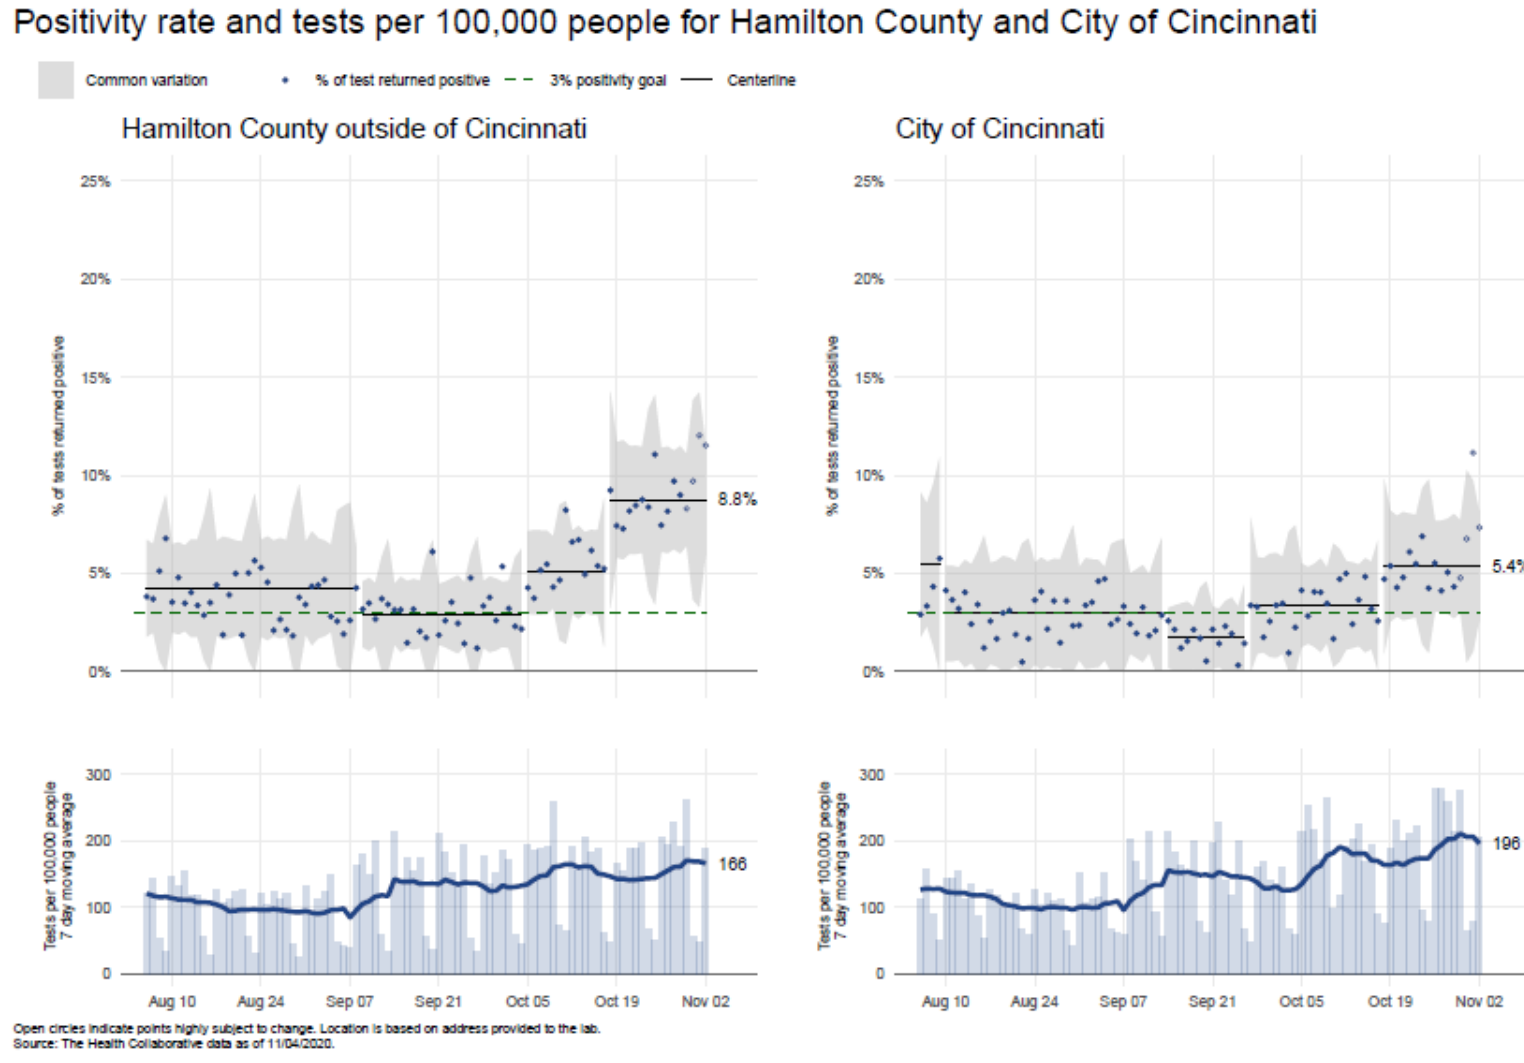 Positivity rate and tests per 100,000 people for Hamilton County and City of Cincinnati
Common variation
% of test returned positive
3% positivity goal
Centerline
Hamilton County outside of Cincinnati
25%
20%
15%
10%
5%
0%
% of tests returned positive
8.8%
300
200
100
0
Tests per 100,000 people
7 day moving average
166
Aug 10 Aug 24 Sep 07 Sep 21 Oct 05 Oct 19 Nov 02
City of Cincinnati
25%
20%
15%
10%
5%
0%
% of tests returned positive
5.4%
300
200
100
0
Tests per 100,000 people
7 day moving average
196
Aug 10 Aug 24 Sep 07 Sep 21 Oct 05 Oct 19 Nov 02
Open circles indicate points highly subject to change. Location is based on address provided to the lab.
Source: The Health Collaborative data as of 11/04/2020.